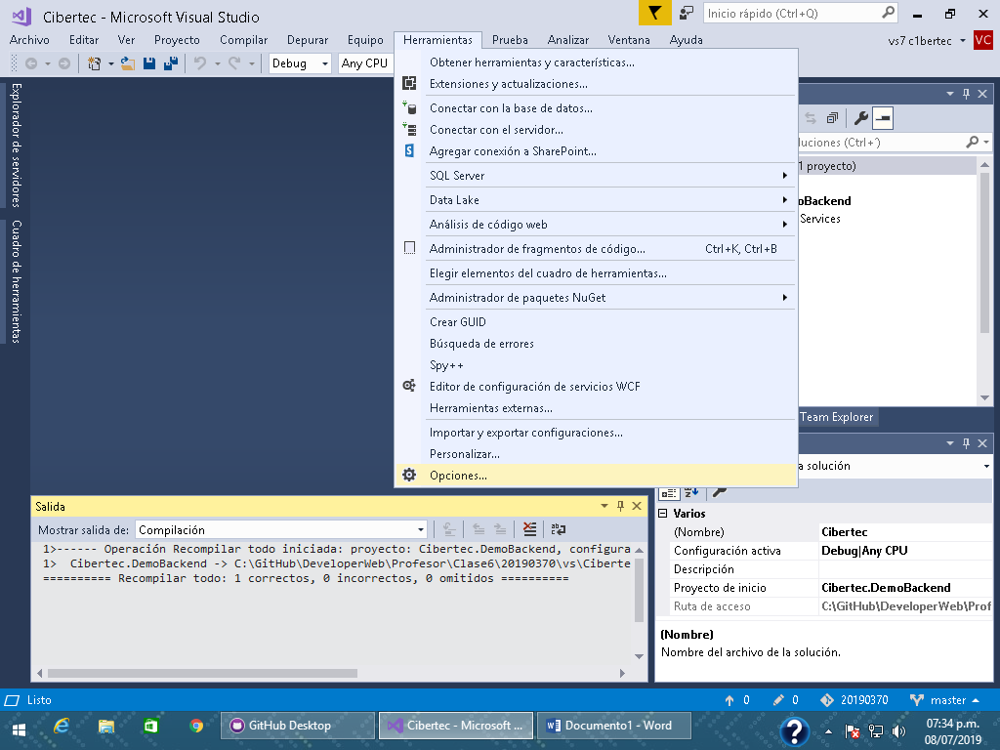 Cibertec - Microsoft Visual Studio
Inicio rápido (Ctrl+Q)
Archivo Editar Ver Proyecto Compilar Depurar Equipo Herramientas Prueba Analizar Ventana Ayuda
vs7 c1bertec VC
Debug Any CPU
Explorador de servidores
Cuadro de herramientas
Obtener herramientas y características...
Extensiones y actualizaciones...
Conectar con la base de datos...
Conectar con el servidor...
Agregar conexión a SharePoint...
SQL Server
Data Lake
Análisis de código web
Administrador de fragmentos de código... Ctrl+K, Ctrl+B
Elegir elementos del cuadro de herramientas...
Administrador de paquetes NuGet
Crear GUID
Búsqueda de errores
Spy++
Editor de configuración de servicios WCF
Herramientas externas...
Importar y exportar configuraciones...
Personalizar...
Opciones...
luciones (Ctrl+´)
1 proyecto)
oBackend
Services
Team Explorer
a solución
Varios
(Nombre) Cibertec
Configuración activa Debug|Any CPU
Descripción
Proyecto de inicio Cibertec.DemoBackend
Ruta de acceso C:\GitHub\DeveloperWeb\Prof
(Nombre)
Nombre del archivo de la solución.
Salida
Mostrar salida de: Compilación
1>------ Operación Recompilar todo iniciada: proyecto: Cibertec.DemoBackend, configura
1> Cibertec.DemoBackend -> C:\GitHub\DeveloperWeb\Profesor\Clase6\20190370\vs\Ciberte
========== Recompilar todo: 1 correctos, 0 incorrectos, 0 omitidos ==========
Listo
0 0 20190370 master
GitHub Desktop
Cibertec - Microsoft ...
Documento1 - Word
07:34 p.m.
08/07/2019